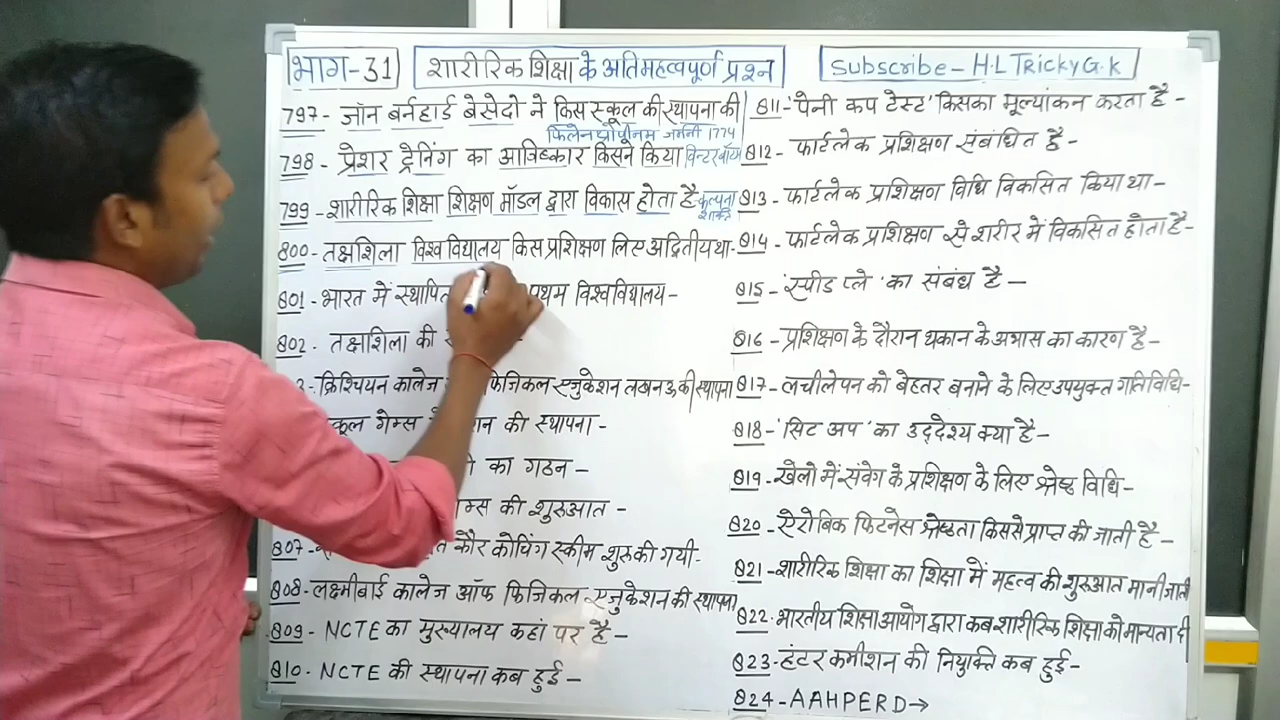 भाग-31
शारीरिक शिक्षा के अतिमहत्वपूर्ण प्रश्न
Subscribe - H.L Tricky G.K
797- जॉन बर्नहार्ड बेसेदो ने किस स्कूल की स्थापना की
फिलेनथ्रोपीनम जर्मनी 1774
798- प्रेशर ट्रेनिंग का आविष्कार किसने किया विन्टरबॉथम
799- शारीरिक शिक्षा शिक्षण मॉडल द्वारा विकास होता है कल्पना शक्ति
800- तक्षशिला विश्व विद्यालय किस प्रशिक्षण लिए अद्वितीय था-
801- भारत में स्थापित प्रथम विश्वविद्यालय-
802- तक्षशिला की
क्रिश्चियन कालेज फिजिकल एजुकेशन लखनऊ की स्थापना
स्कूल गेम्स की स्थापना-
का गठन-
गेम्स की शुरुआत -
807- कौर कोचिंग स्कीम शुरु की गयी-
808- लक्ष्मीबाई कालेज ऑफ फिजिकल एजुकेशन की स्थापना
809- NCTE का मुख्यालय कहां पर है-
810- NCTE की स्थापना कब हुई-
811- 'पेनी कप टेस्ट' किसका मूल्यांकन करता है-
812- फार्टलेक प्रशिक्षण संबंधित है-
813- फार्टलेक प्रशिक्षण विधि विकसित किया था-
814- फार्टलेक प्रशिक्षण से शरीर में विकसित होता है-
815- 'स्पीड प्ले' का संबंध है-
816- प्रशिक्षण के दौरान थकान के अभास का कारण है-
817- लचीलेपन को बेहतर बनाने के लिए उपयुक्त गतिविधि-
818- 'सिट अप' का उद्देश्य क्या है-
819- खेलो में संवेग के प्रशिक्षण के लिए श्रेष्ठ विधि-
820- ऐरोबिक फिटनेस श्रेष्ठता किससे प्राप्त की जाती है-
821- शारीरिक शिक्षा का शिक्षा में महत्व की शुरुआत मानी जाती
822- भारतीय शिक्षा आयोग द्वारा कब शारीरिक शिक्षा को मान्यता दी
823- हंटर कमीशन की नियुक्ति कब हुई-
824- AAHPERD→